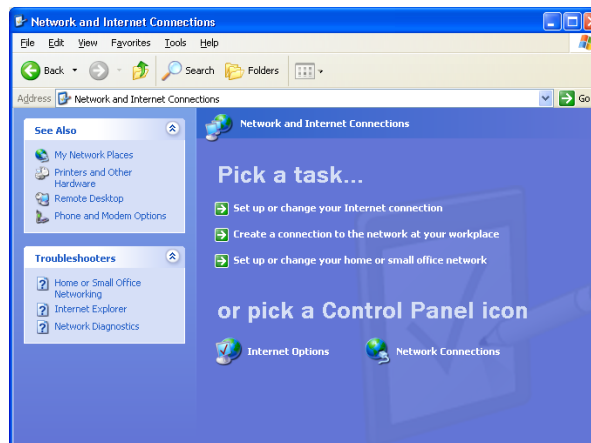 Network and Internet Connections
File Edit View Favorites Tools Help
Back Search Folders
Address Network and Internet Connections Go
See Also
My Network Places
Printers and Other
Hardware
Remote Desktop
Phone and Modem Options
Troubleshooters
Home or Small Office
Networking
Internet Explorer
Network Diagnostics
Network and Internet Connections
Pick a task...
Set up or change your Internet connection
Create a connection to the network at your workplace
Set up or change your home or small office network
or pick a Control Panel icon
Internet Options Network Connections